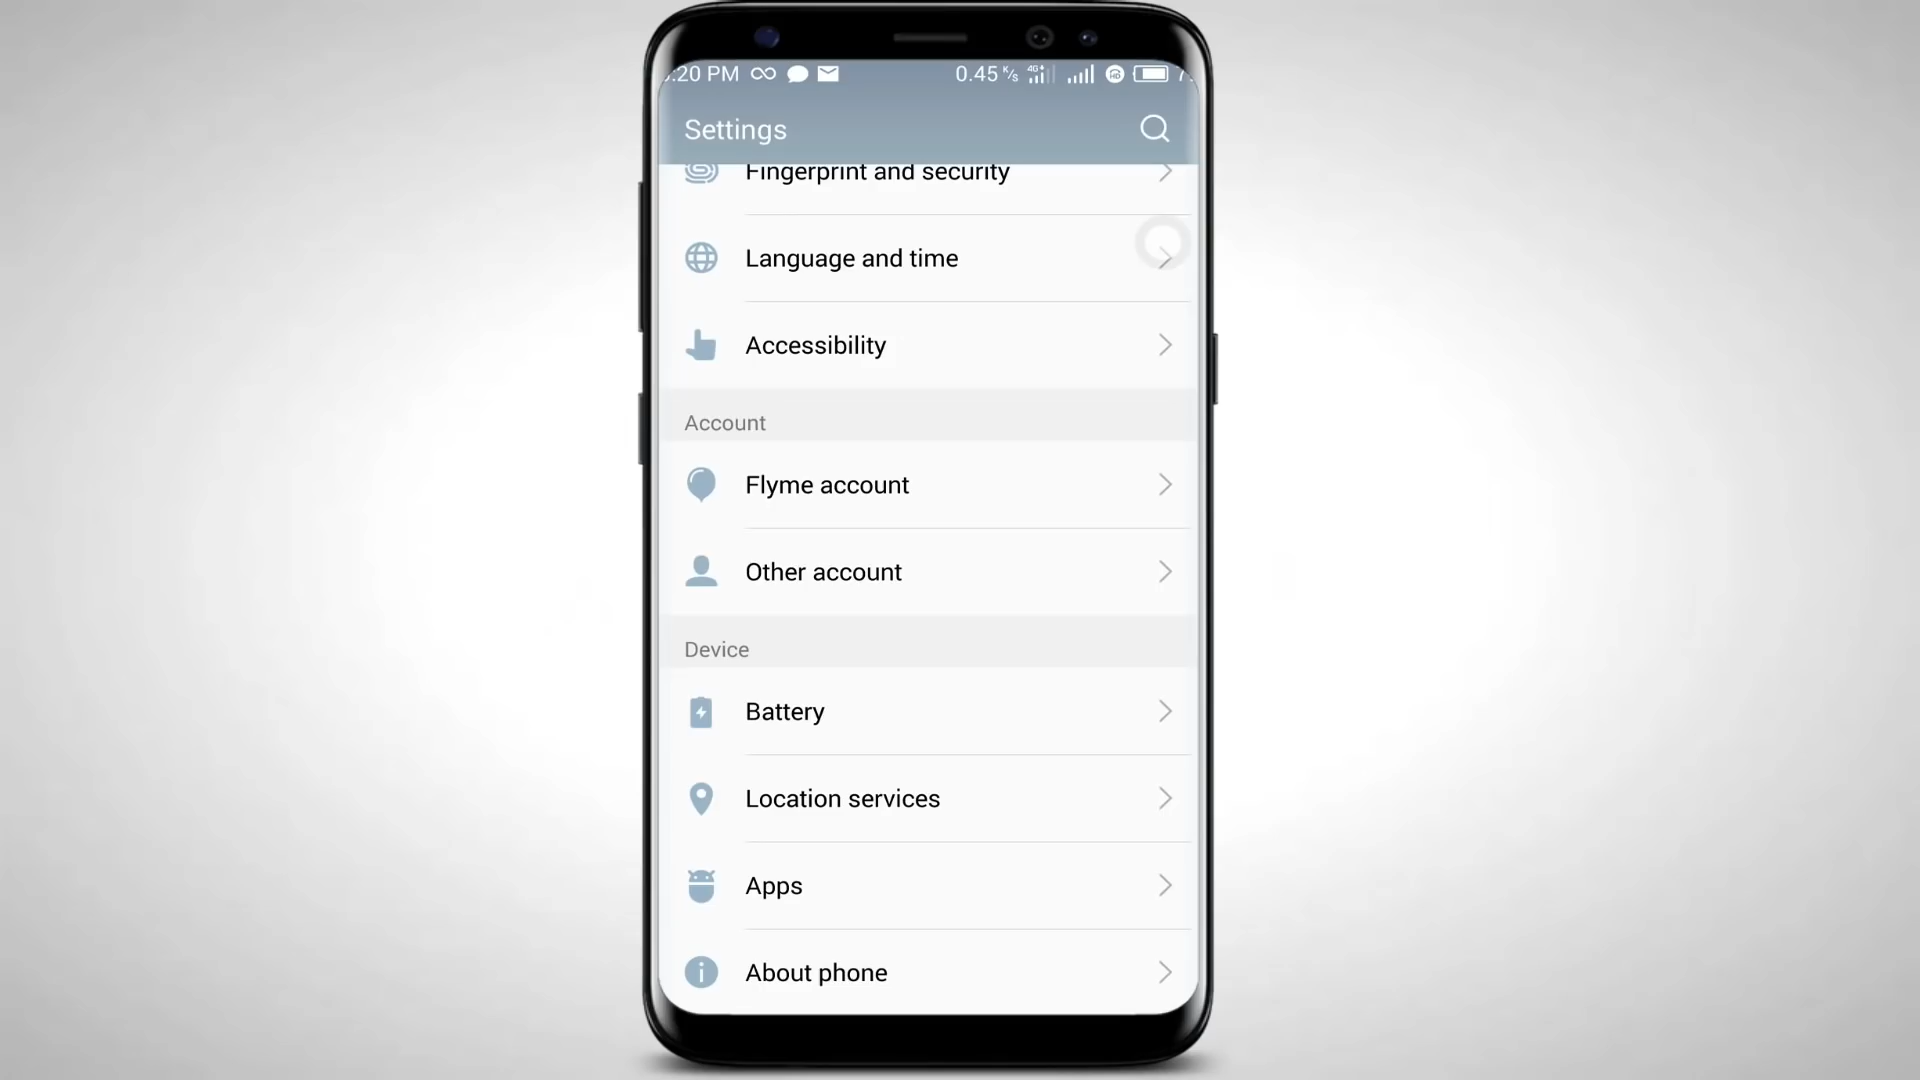 :20 PM 0.45 K/s 4G+
Settings
Fingerprint and security
Language and time
Accessibility
Account
Flyme account
Other account
Device
Battery
Location services
Apps
About phone